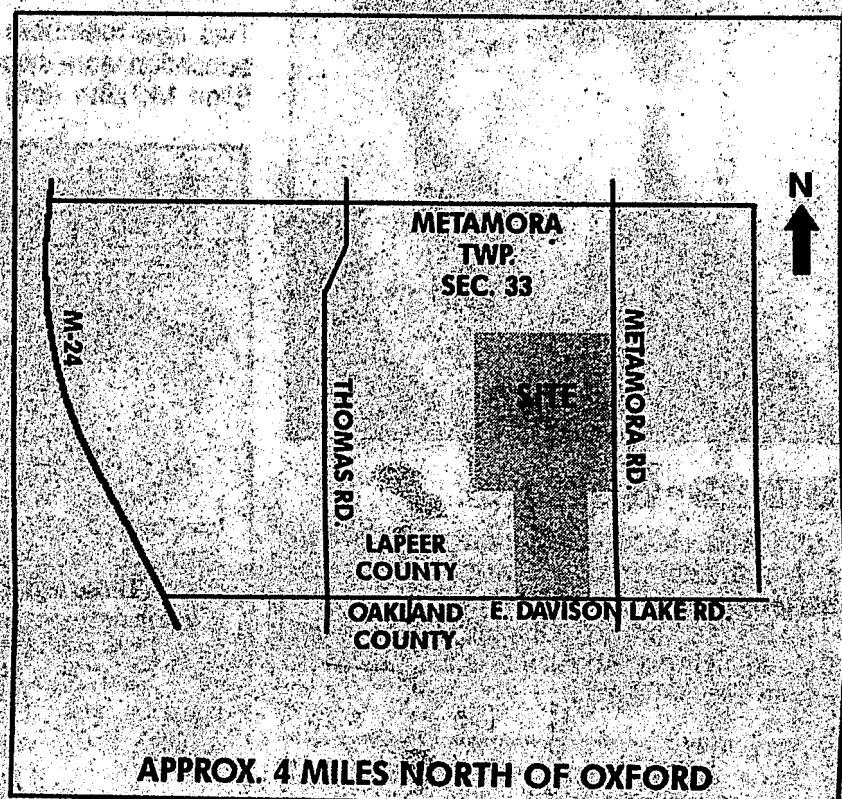 N
METAMORA
TWP.
SEC. 33
M-24
THOMAS RD.
SITE
METAMORA RD.
LAPEER
COUNTY
OAKLAND
COUNTY
E. DAVISON LAKE RD.
APPROX. 4 MILES NORTH OF OXFORD